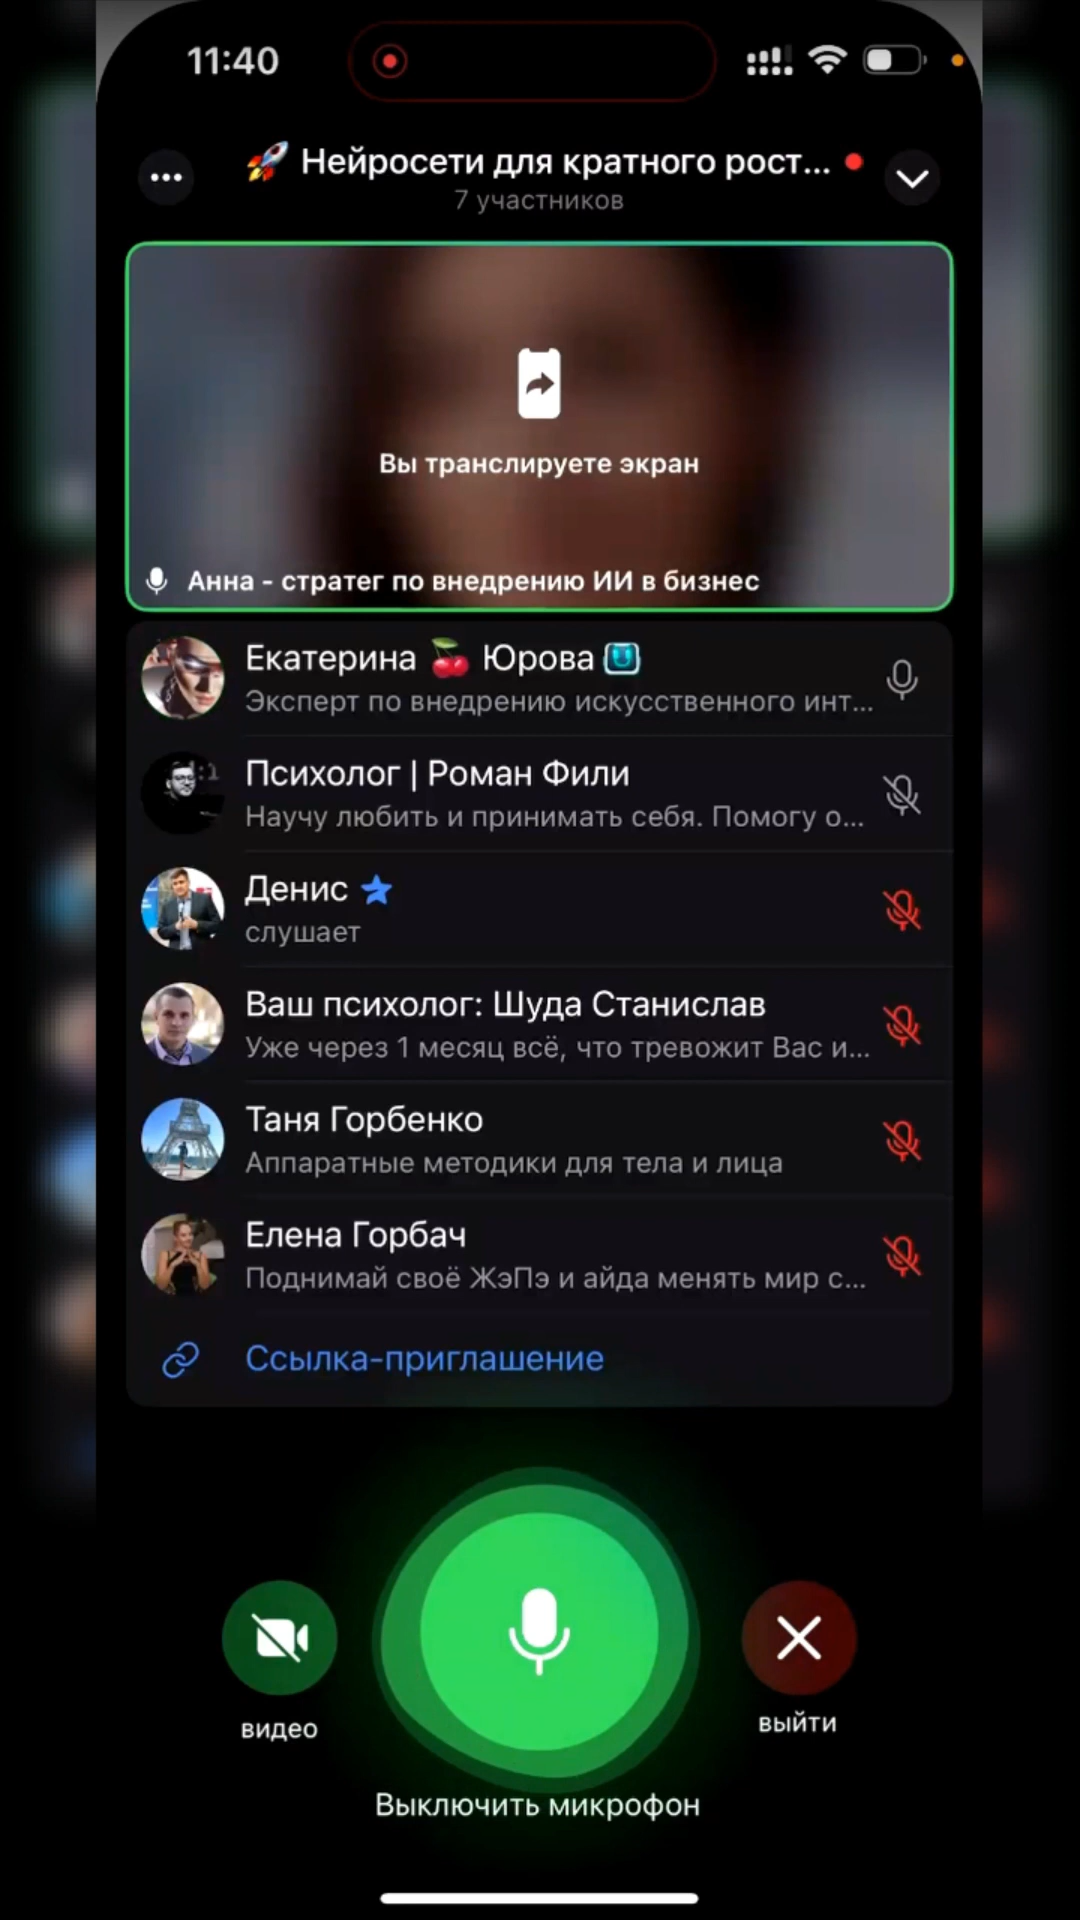 11:40
🚀 Нейросети для кратного рост...
7 участников
Вы транслируете экран
Анна - стратег по внедрению ИИ в бизнес
Екатерина 🍒 Юрова
Эксперт по внедрению искусственного инт...
Психолог | Роман Фили
Научу любить и принимать себя. Помогу о...
Денис
слушает
Ваш психолог: Шуда Станислав
Уже через 1 месяц всё, что тревожит Вас и...
Таня Горбенко
Аппаратные методики для тела и лица
Елена Горбач
Поднимай своё ЖэПэ и айда менять мир с...
Ссылка-приглашение
видео
выйти
Выключить микрофон